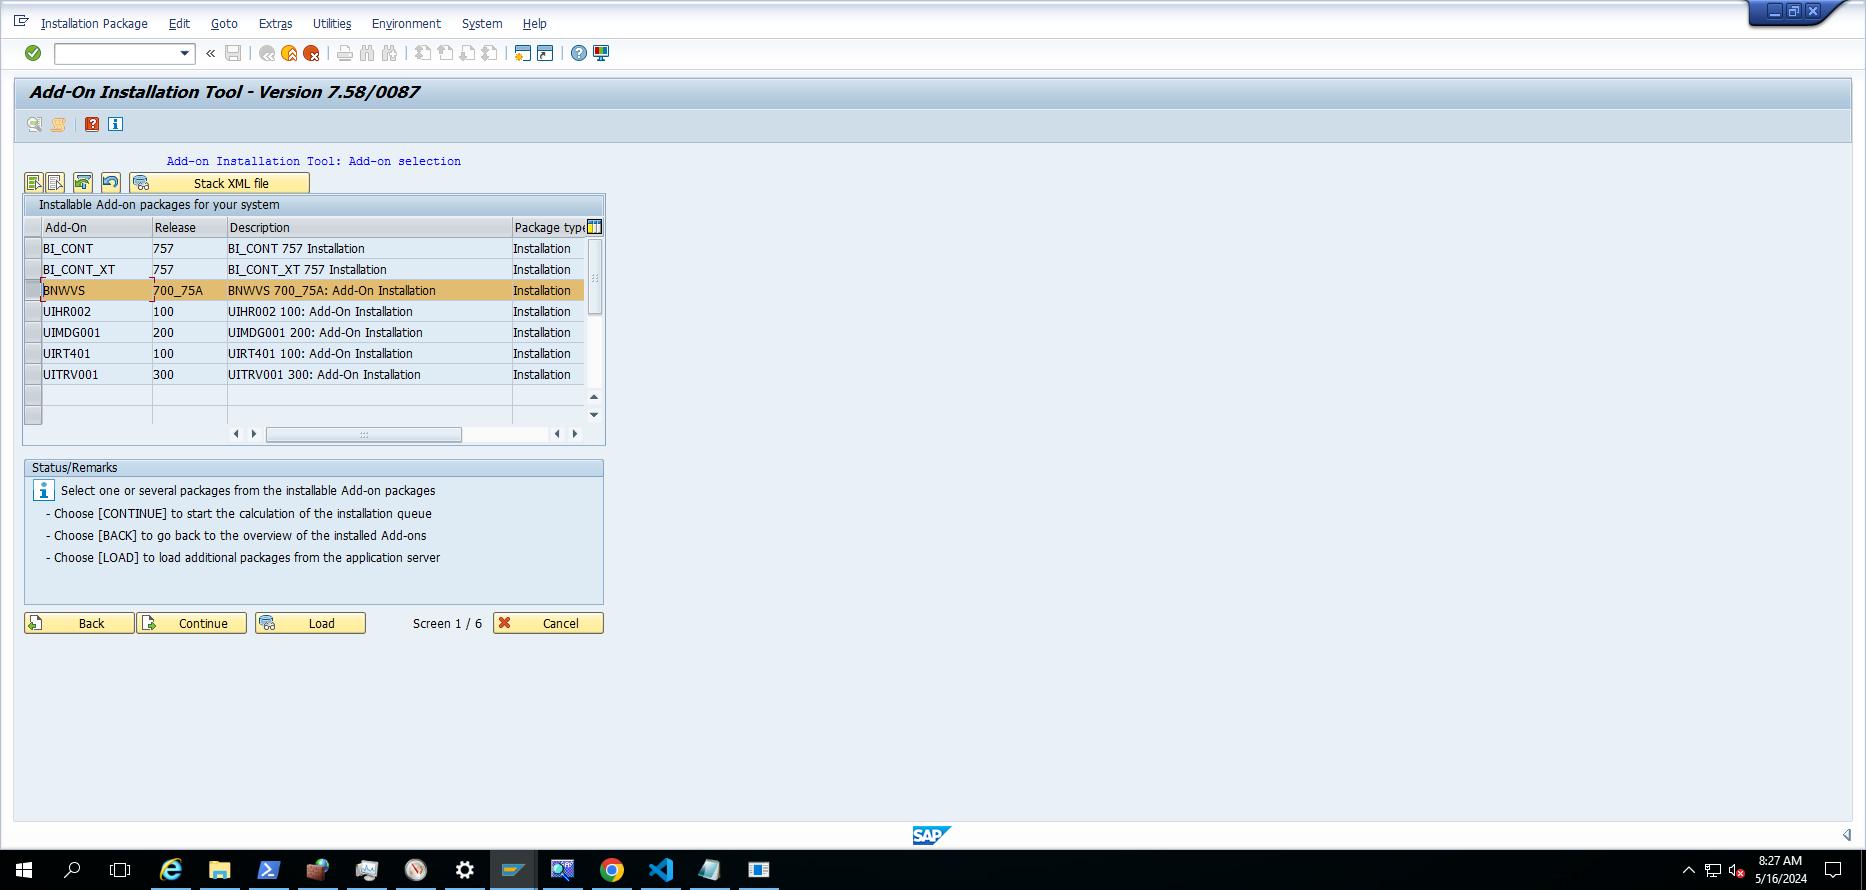 Installation Package Edit Goto Extras Utilities Environment System Help
Add-On Installation Tool - Version 7.58/0087
Add-on Installation Tool: Add-on selection
Stack XML file
Installable Add-on packages for your system
Add-On Release Description Package type
BI_CONT 757 BI_CONT 757 Installation Installation
BI_CONT_XT 757 BI_CONT_XT 757 Installation Installation
BNWVS 700_75A BNWVS 700_75A: Add-On Installation Installation
UIHR002 100 UIHR002 100: Add-On Installation Installation
UIMDG001 200 UIMDG001 200: Add-On Installation Installation
UIRT401 100 UIRT401 100: Add-On Installation Installation
UITRV001 300 UITRV001 300: Add-On Installation Installation
Status/Remarks
Select one or several packages from the installable Add-on packages
- Choose [CONTINUE] to start the calculation of the installation queue
- Choose [BACK] to go back to the overview of the installed Add-ons
- Choose [LOAD] to load additional packages from the application server
Back Continue Load Screen 1 / 6 Cancel
SAP
8:27 AM
5/16/2024